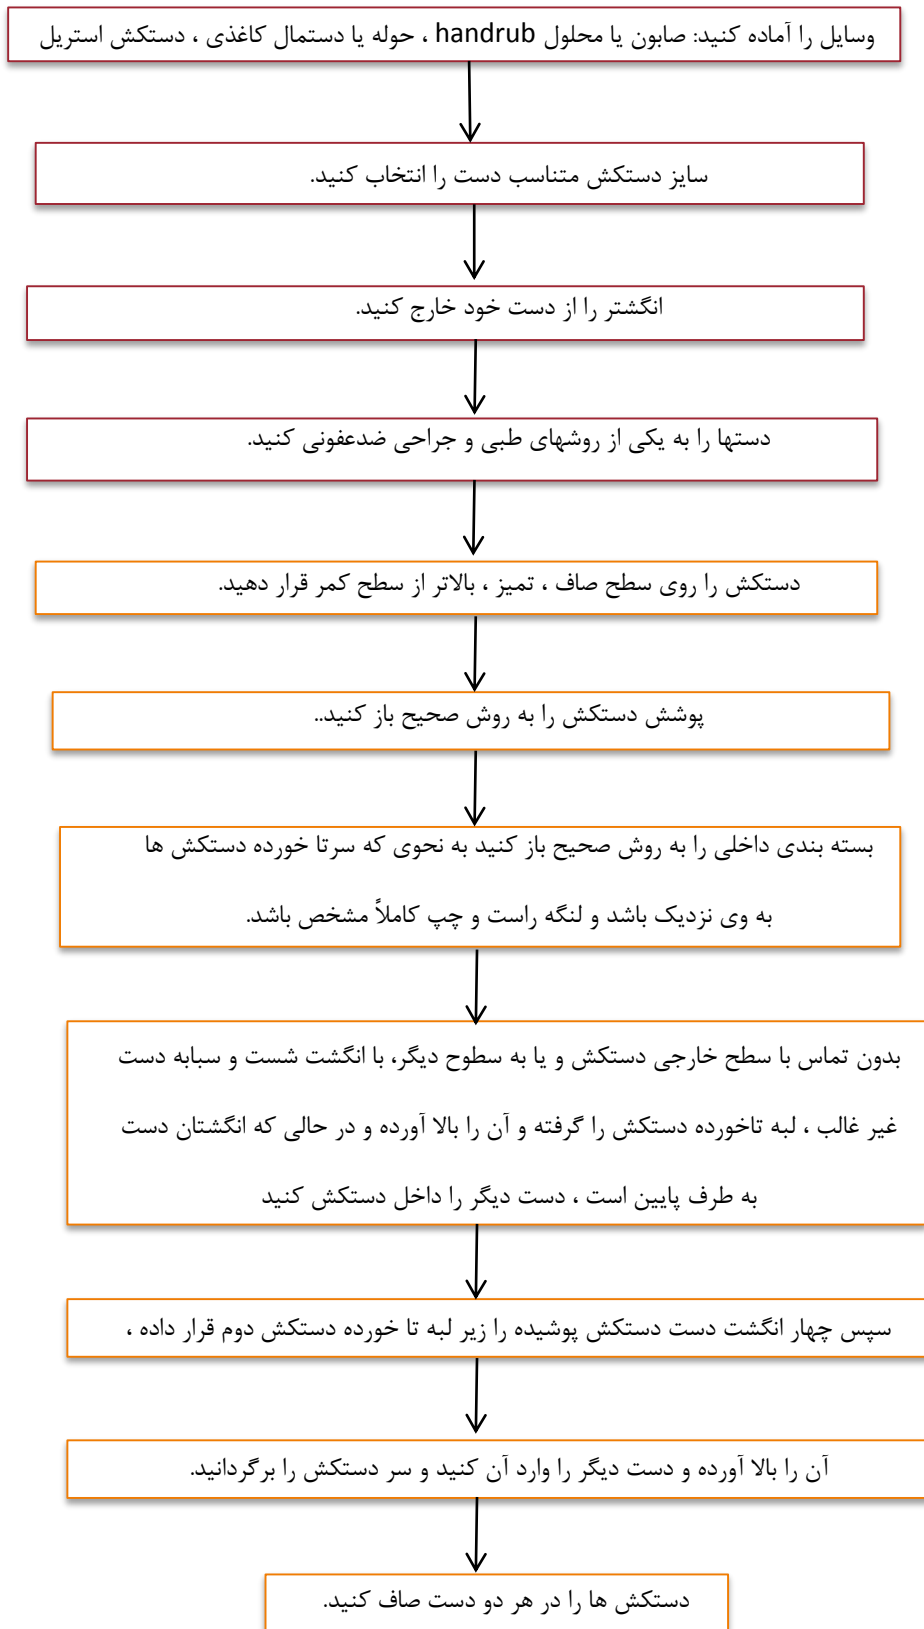 وسایل را آماده کنید: صابون یا محلول handrub ، حوله یا دستمال کاغذی ، دستکش استریل
سایز دستکش متناسب دست را انتخاب کنید.
انگشتر را از دست خود خارج کنید.
دستها را به یکی از روشهای طبی و جراحی ضدعفونی کنید.
دستکش را روی سطح صاف ، تمیز ، بالاتر از سطح کمر قرار دهید.
پوشش دستکش را به روش صحیح باز کنید..
بسته بندی داخلی را به روش صحیح باز کنید به نحوی که سرتا خورده دستکش ها
به وی نزدیک باشد و لنگه راست و چپ کاملاً مشخص باشد.
بدون تماس با سطح خارجی دستکش و یا به سطوح دیگر، با انگشت شست و سبابه دست
غیر غالب ، لبه تاخورده دستکش را گرفته و آن را بالا آورده و در حالی که انگشتان دست
به طرف پایین است ، دست دیگر را داخل دستکش کنید
سپس چهار انگشت دست دستکش پوشیده را زیر لبه تا خورده دستکش دوم قرار داده ،
آن را بالا آورده و دست دیگر را وارد آن کنید و سر دستکش را برگردانید.
دستکش ها را در هر دو دست صاف کنید.